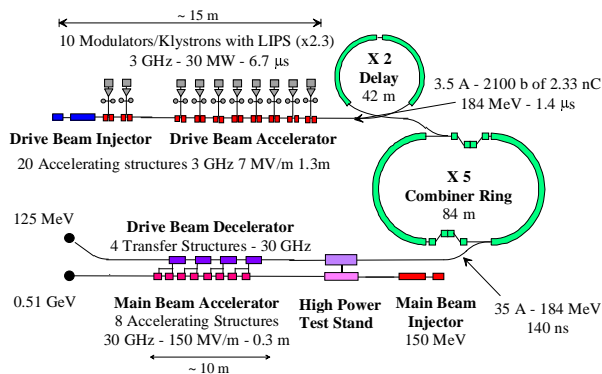 ~ 15 m
10 Modulators/Klystrons with LIPS (x2.3)
3 GHz - 30 MW - 6.7 μs
X 2
Delay
42 m
3.5 A - 2100 b of 2.33 nC
184 MeV - 1.4 μs
Drive Beam Injector
Drive Beam Accelerator
20 Accelerating structures 3 GHz 7 MV/m 1.3m
X 5
Combiner Ring
84 m
125 MeV
Drive Beam Decelerator
4 Transfer Structures - 30 GHz
0.51 GeV
Main Beam Accelerator
8 Accelerating Structures
30 GHz - 150 MV/m - 0.3 m
~ 10 m
High Power
Test Stand
Main Beam
Injector
150 MeV
35 A - 184 MeV
140 ns